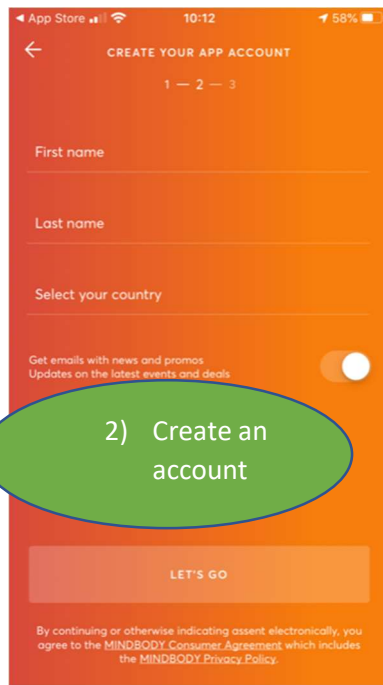 App Store 10:12 58%
CREATE YOUR APP ACCOUNT
1 — 2 — 3
First name
Last name
Select your country
Get emails with news and promos
Updates on the latest events and deals
2) Create an
account
LET'S GO
By continuing or otherwise indicating assent electronically, you
agree to the MINDBODY Consumer Agreement which includes
the MINDBODY Privacy Policy.